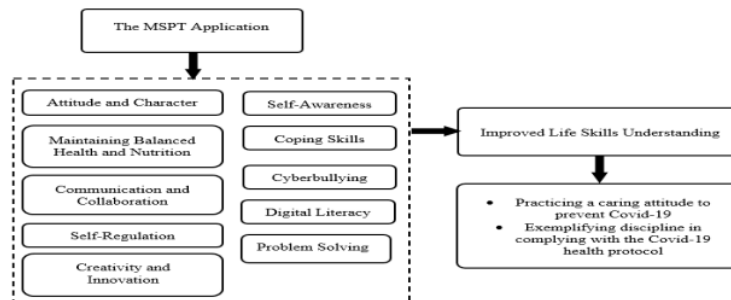 The MSPT Application
Attitude and Character
Maintaining Balanced
Health and Nutrition
Communication and
Collaboration
Self-Regulation
Creativity and
Innovation
Self-Awareness
Coping Skills
Cyberbullying
Digital Literacy
Problem Solving
Improved Life Skills Understanding
• Practicing a caring attitude to
prevent Covid-19
• Exemplifying discipline in
complying with the Covid-19
health protocol